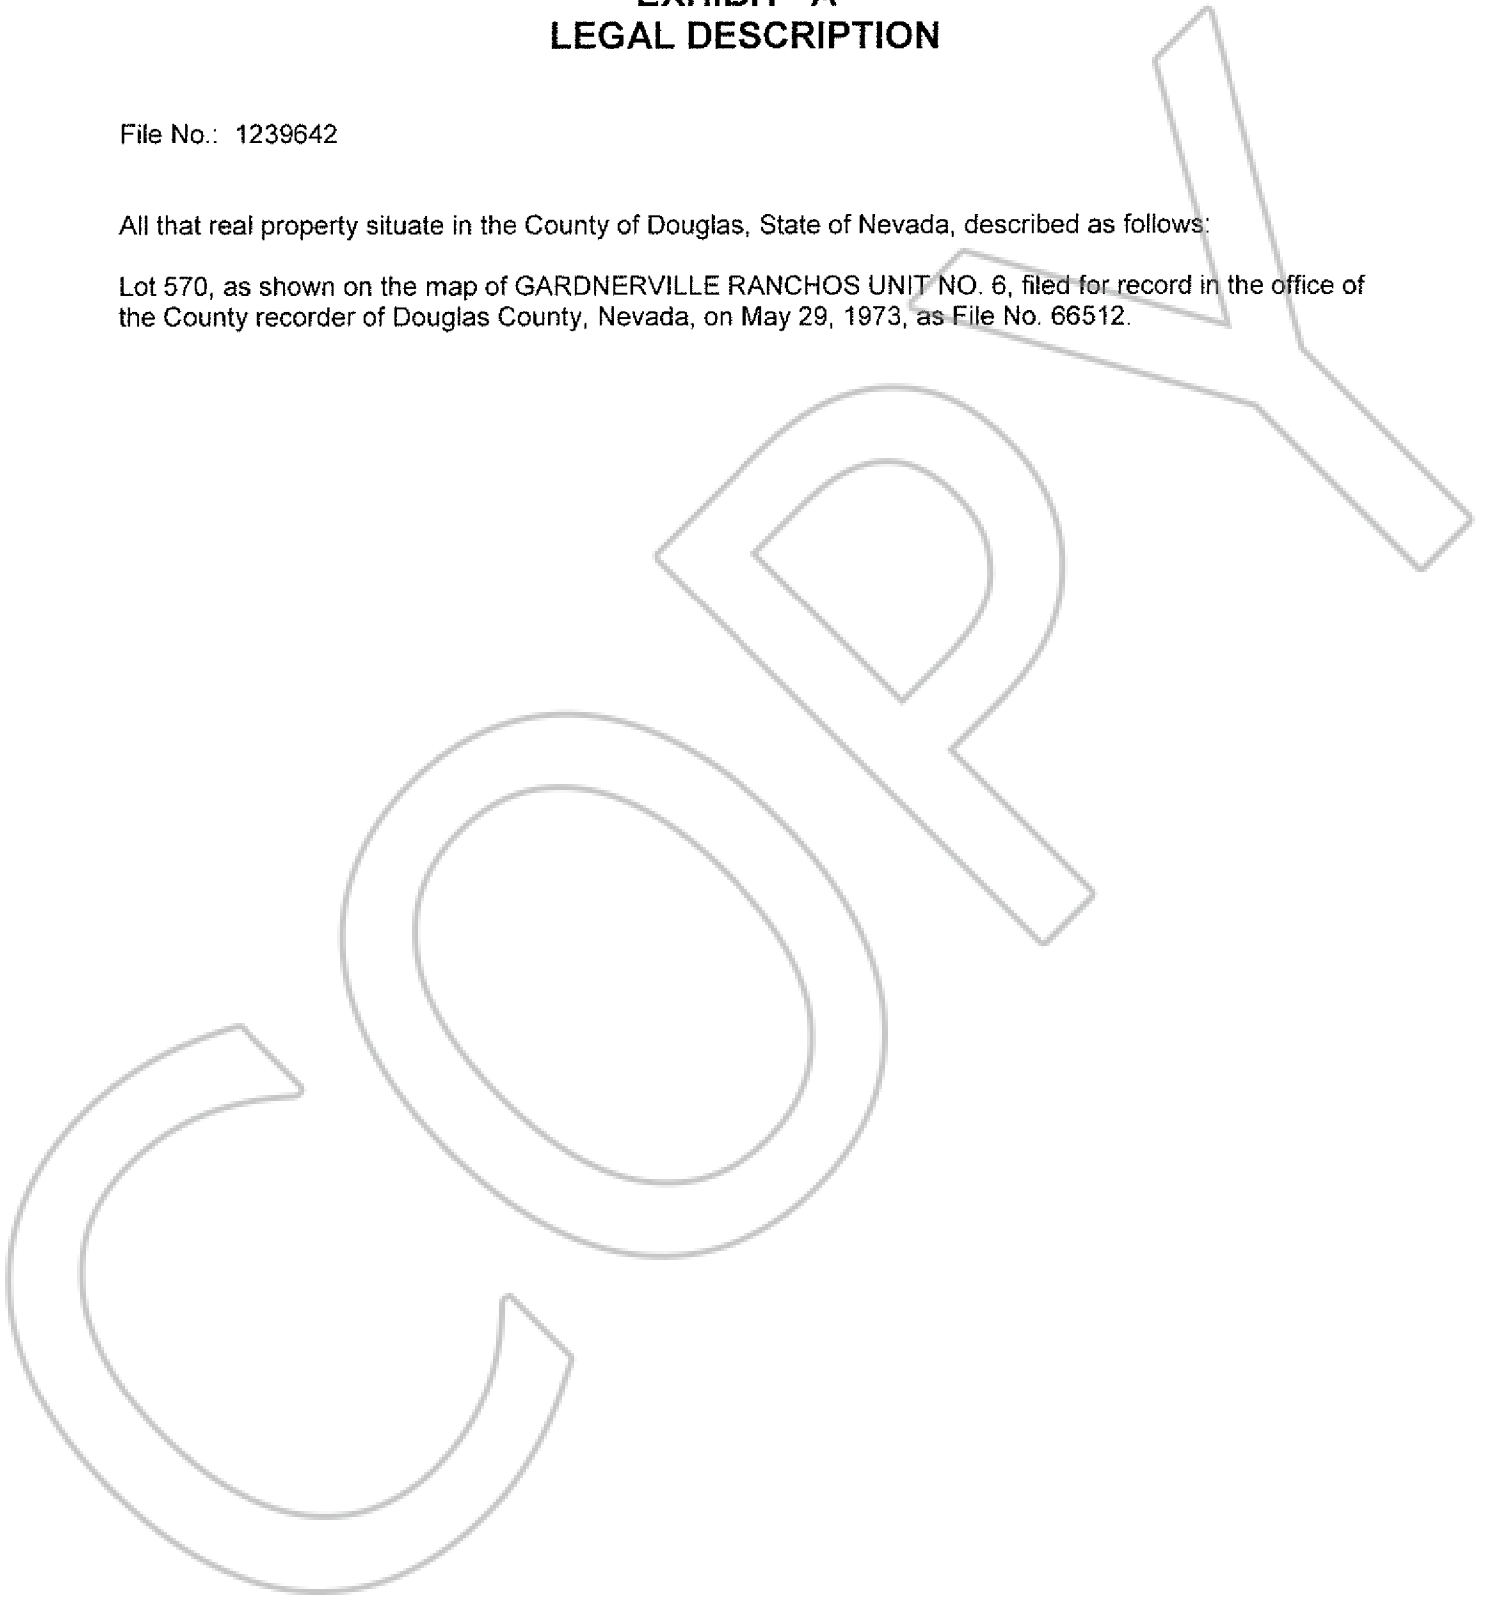 EXHIBIT "A"
LEGAL DESCRIPTION
File No.: 1239642
All that real property situate in the County of Douglas, State of Nevada, described as follows:
Lot 570, as shown on the map of GARDNERVILLE RANCHOS UNIT NO. 6, filed for record in the office of
the County recorder of Douglas County, Nevada, on May 29, 1973, as File No. 66512.
COPY